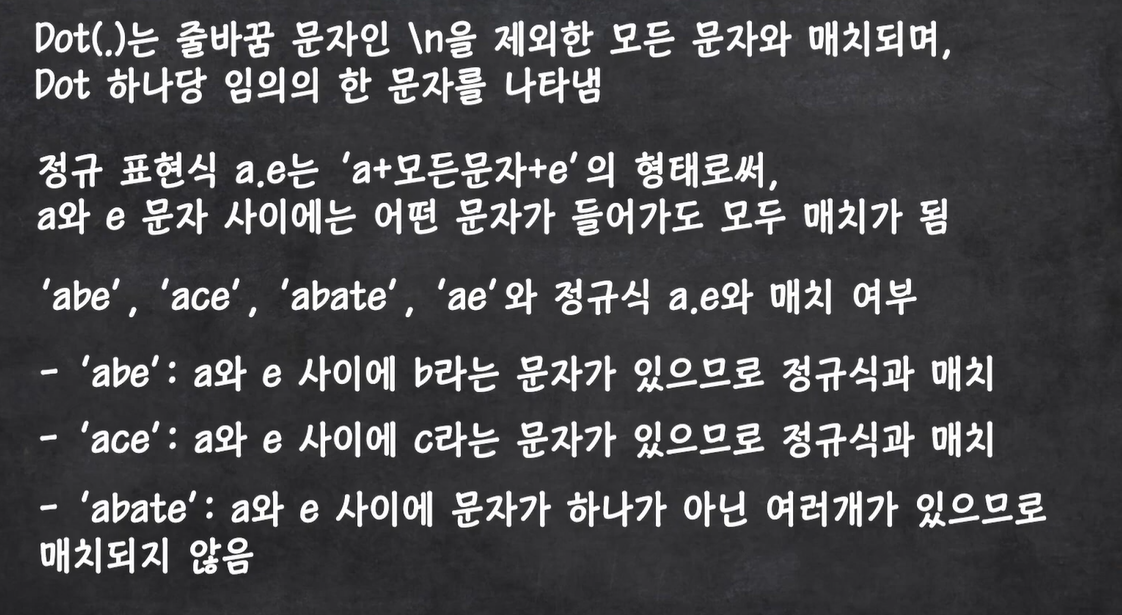 Dot(.)는 줄바꿈 문자인 \n을 제외한 모든 문자와 매치되며,
Dot 하나당 임의의 한 문자를 나타냄
정규 표현식 a.e는 'a+모든문자+e'의 형태로써,
a와 e 문자 사이에는 어떤 문자가 들어가도 모두 매치가 됨
'abe', 'ace', 'abate', 'ae'와 정규식 a.e와 매치 여부
- 'abe': a와 e 사이에 b라는 문자가 있으므로 정규식과 매치
- 'ace': a와 e 사이에 c라는 문자가 있으므로 정규식과 매치
- 'abate': a와 e 사이에 문자가 하나가 아닌 여러개가 있으므로
매치되지 않음